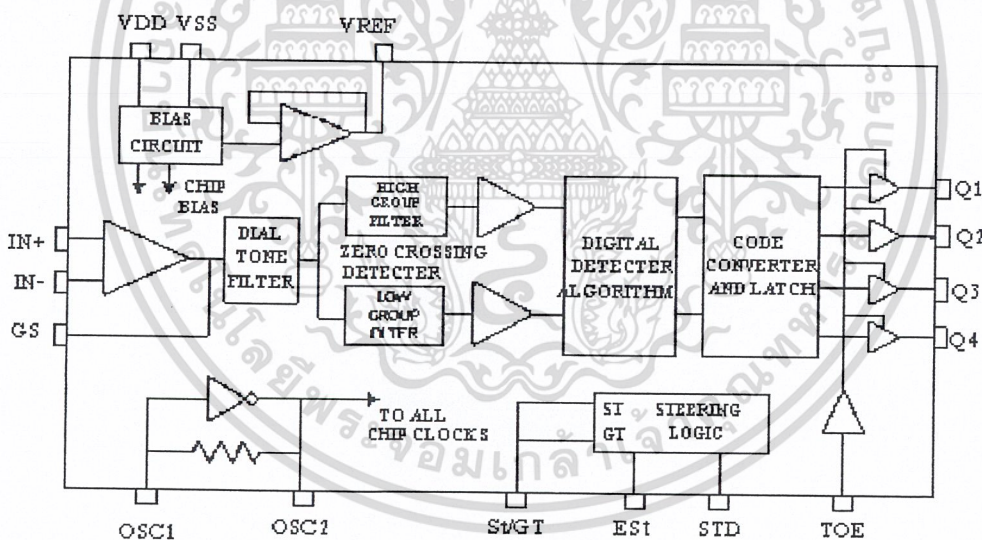 VDD VSS VREF
BIAS
CIRCUIT
CHIP
BIAS
IN+
IN-
GS
DIAL
TONE
FILTER
HIGH
GROUP
FILTER
ZERO CROSSING
DETECTER
LOW
GROUP
FILTER
DIGITAL
DETECTER
ALGORITHM
CODE
CONVERTER
AND LATCH
Q1
Q2
Q3
Q4
TO ALL
CHIP CLOCKS
ST STEERING
GT LOGIC
OSC1 OSC2 St/GT ESt STD TOE